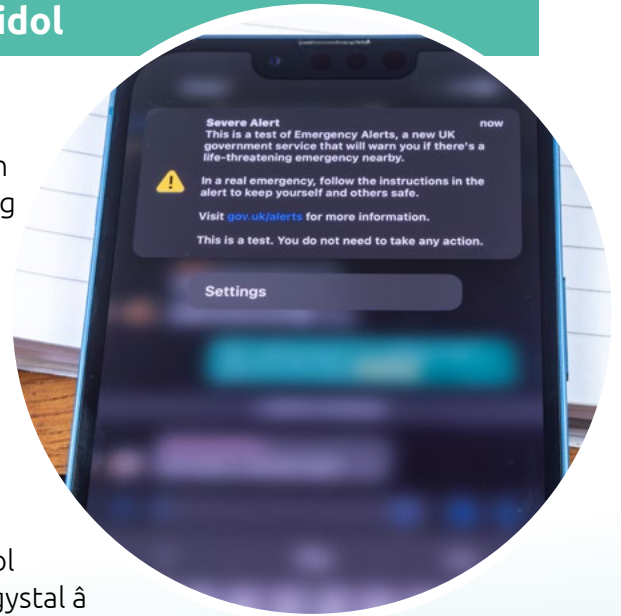 idol
Severe Alert now
This is a test of Emergency Alerts, a new UK
government service that will warn you if there's a
life-threatening emergency nearby.
In a real emergency, follow the instructions in the
alert to keep yourself and others safe.
Visit gov.uk/alerts for more information.
This is a test. You do not need to take any action.
Settings
gystal â